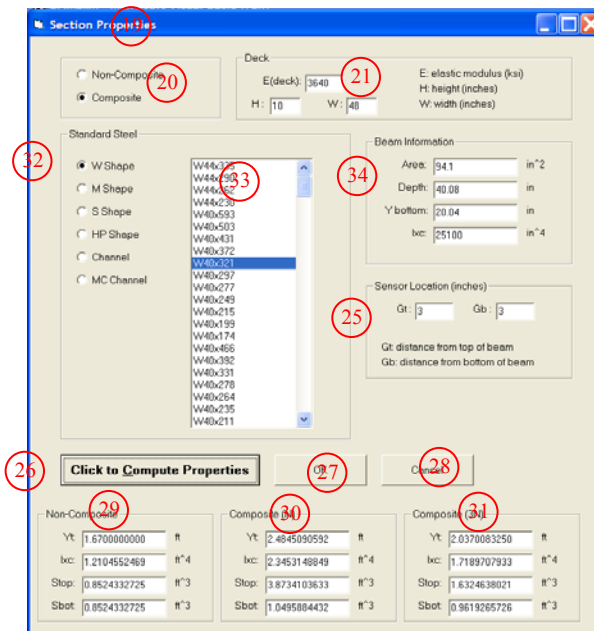 Section Properties
19
Non-Composite
20
Composite
Deck
E(deck): 3640
21
H: 10 W: 48
E: elastic modulus (ksi)
H: height (inches)
W: width (inches)
Standard Steel
32
W Shape
M Shape
S Shape
HP Shape
Channel
MC Channel
W44x335
33
W44x290
W44x262
W44x230
W40x593
W40x503
W40x431
W40x372
W40x321
W40x297
W40x277
W40x249
W40x215
W40x199
W40x174
W40x466
W40x392
W40x331
W40x278
W40x264
W40x235
W40x211
Beam Information
34
Area: 94.1 in^2
Depth: 40.08 in
Y bottom: 20.04 in
Ixc: 25100 in^4
Sensor Location (inches)
25
Gt: 3 Gb: 3
Gt: distance from top of beam
Gb: distance from bottom of beam
26
Click to Compute Properties
27
OK
28
Cancel
29
Non-Composite
Yt: 1.6700000000 ft
Ixc: 1.2104552469 ft^4
Stop: 0.8524332725 ft^3
Sbot: 0.8524332725 ft^3
30
Composite
Yt: 2.4845090592 ft
Ixc: 2.3453148849 ft^4
Stop: 3.8734103633 ft^3
Sbot: 1.0495884432 ft^3
31
Composite (3N)
Yt: 2.0370083250 ft
Ixc: 1.7189707933 ft^4
Stop: 1.6324638021 ft^3
Sbot: 0.9619265726 ft^3